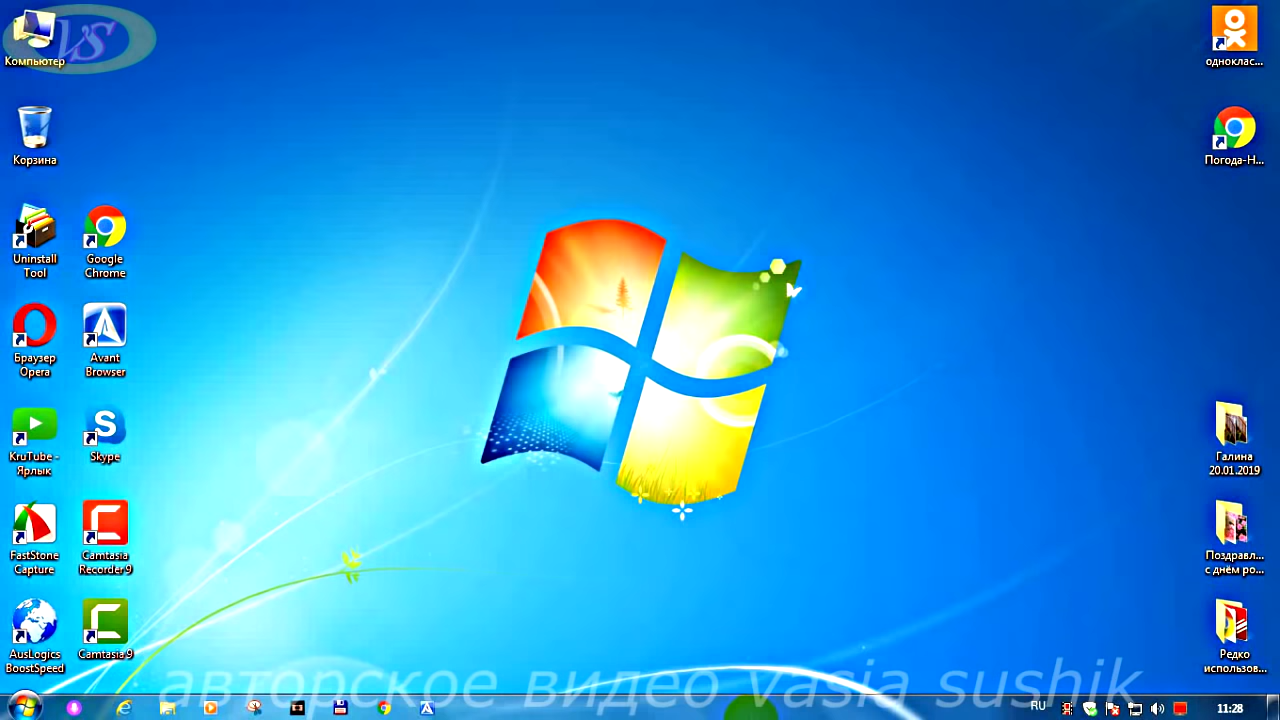 VS
Компьютер
Корзина
Uninstall
Tool
Google
Chrome
Браузер
Opera
Avant
Browser
KruTube -
Ярлык
Skype
FastStone
Capture
Camtasia
Recorder 9
AusLogics
BoostSpeed
Camtasia 9
одноклас...
Погода-Н...
Галина
20.01.2019
Поздравл...
с днём ро...
Редко
использов...
авторское видео vasia sushik
RU
11:28